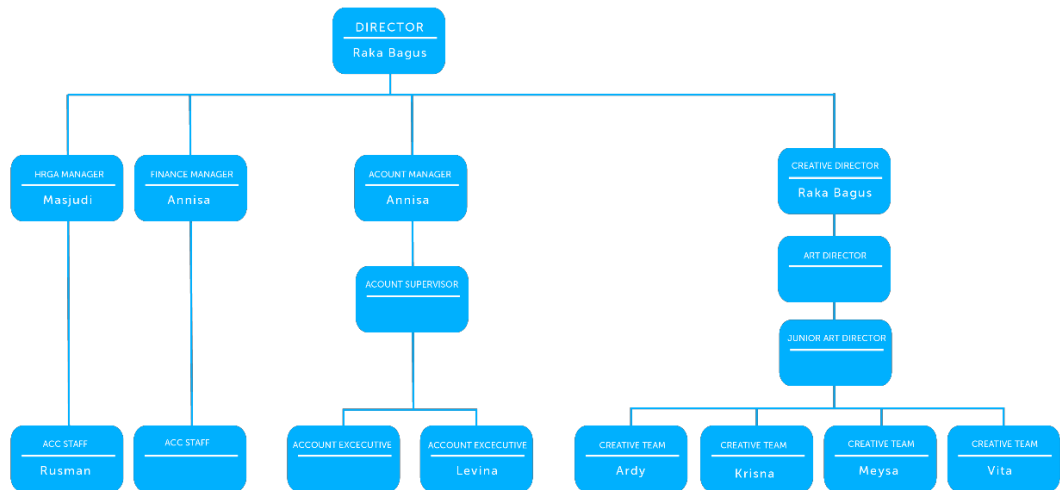 DIRECTOR
Raka Bagus
HRGA MANAGER
Masjudi
FINANCE MANAGER
Annisa
ACOUNT MANAGER
Annisa
CREATIVE DIRECTOR
Raka Bagus
ART DIRECTOR
ACOUNT SUPERVISOR
JUNIOR ART DIRECTOR
ACC STAFF
Rusman
ACC STAFF
ACCOUNT EXCECUTIVE
ACCOUNT EXCECUTIVE
Levina
CREATIVE TEAM
Ardy
CREATIVE TEAM
Krisna
CREATIVE TEAM
Meysa
CREATIVE TEAM
Vita